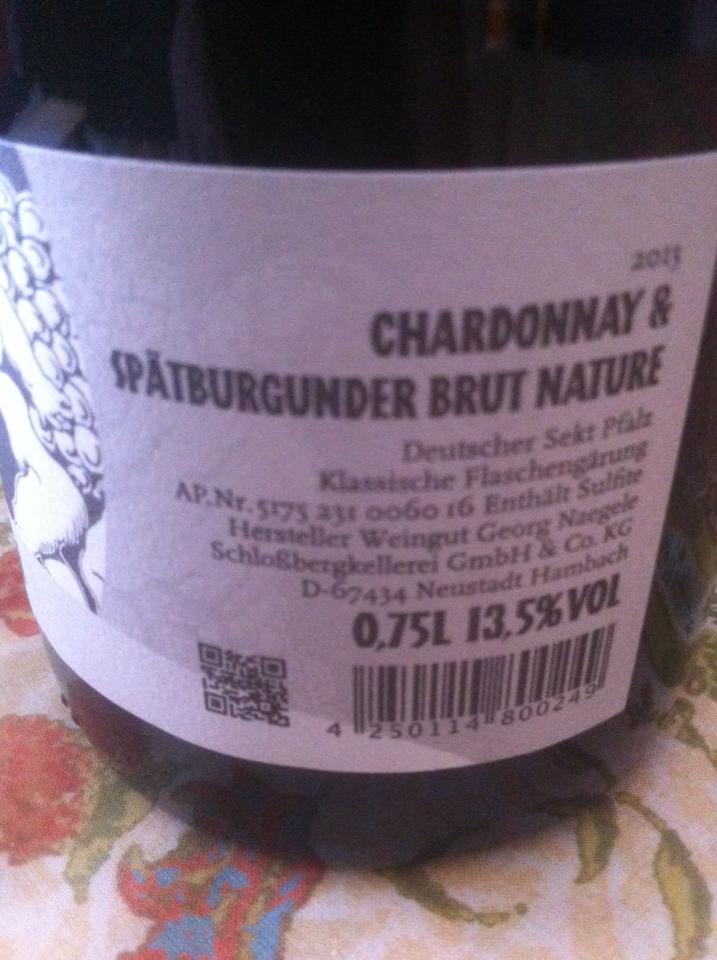 2013
CHARDONNAY &
SPÄTBURGUNDER BRUT NATURE
Deutscher Sekt Pfalz
Klassische Flaschengärung
AP.Nr. 5175 231 0060 16 Enthält Sulfite
Hersteller Weingut Georg Naegele
Schloßbergkellerei GmbH & Co. KG
D-67434 Neustadt Hambach
0,75L 13,5% VOL
4 250114 800249